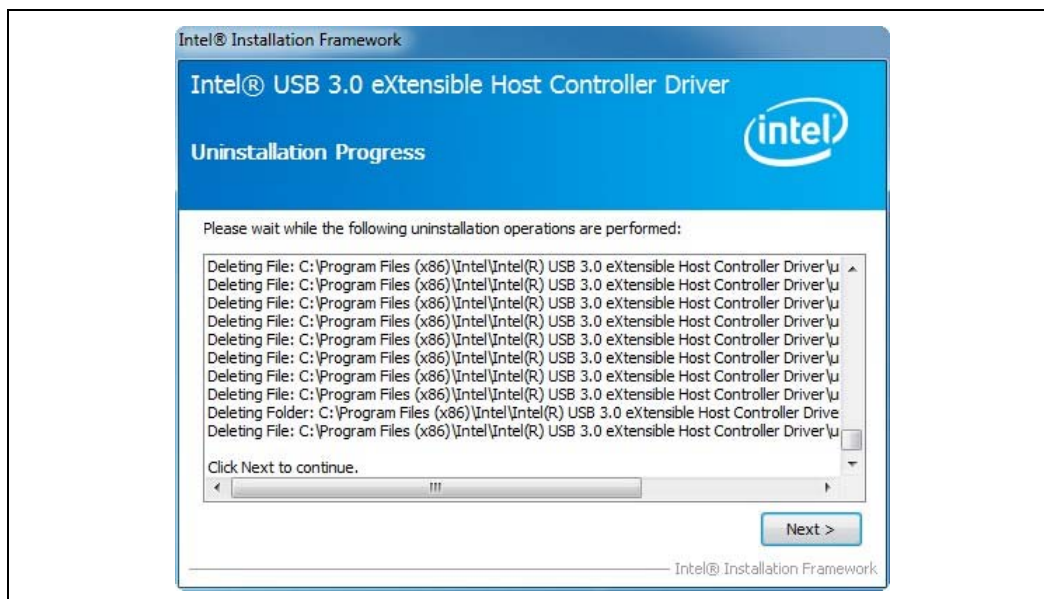 Intel® Installation Framework
Intel® USB 3.0 eXtensible Host Controller Driver
intel
Uninstallation Progress
Please wait while the following uninstallation operations are performed:
Deleting File: C:\Program Files (x86)\Intel\Intel(R) USB 3.0 eXtensible Host Controller Driver\u
Deleting File: C:\Program Files (x86)\Intel\Intel(R) USB 3.0 eXtensible Host Controller Driver\u
Deleting File: C:\Program Files (x86)\Intel\Intel(R) USB 3.0 eXtensible Host Controller Driver\u
Deleting File: C:\Program Files (x86)\Intel\Intel(R) USB 3.0 eXtensible Host Controller Driver\u
Deleting File: C:\Program Files (x86)\Intel\Intel(R) USB 3.0 eXtensible Host Controller Driver\u
Deleting File: C:\Program Files (x86)\Intel\Intel(R) USB 3.0 eXtensible Host Controller Driver\u
Deleting File: C:\Program Files (x86)\Intel\Intel(R) USB 3.0 eXtensible Host Controller Driver\u
Deleting File: C:\Program Files (x86)\Intel\Intel(R) USB 3.0 eXtensible Host Controller Driver\u
Deleting Folder: C:\Program Files (x86)\Intel\Intel(R) USB 3.0 eXtensible Host Controller Drive
Deleting File: C:\Program Files (x86)\Intel\Intel(R) USB 3.0 eXtensible Host Controller Driver\u
Click Next to continue.
Next >
Intel® Installation Framework